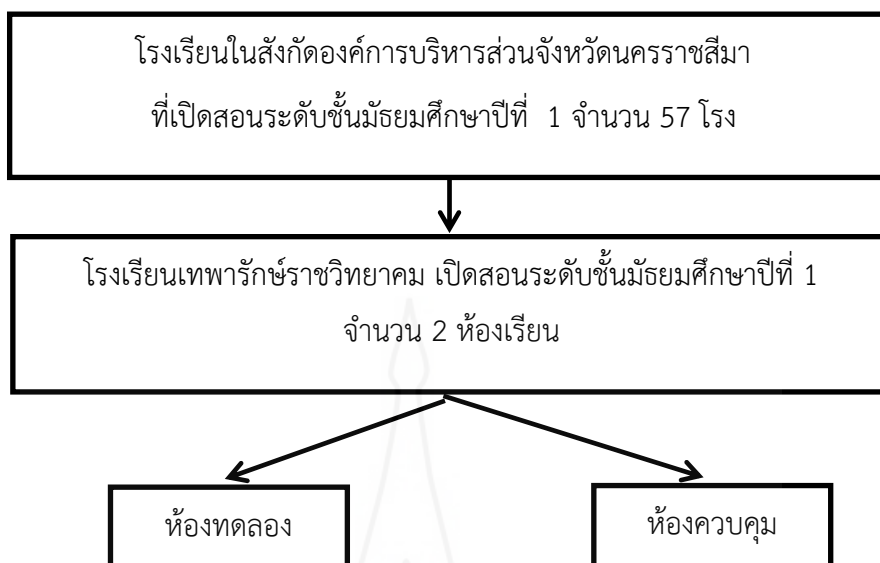 โรงเรียนในสังกัดองค์การบริหารส่วนจังหวัดนครราชสีมา
ที่เปิดสอนระดับชั้นมัธยมศึกษาปีที่ 1 จำนวน 57 โรง
โรงเรียนเทพารักษ์ราชวิทยาคม เปิดสอนระดับชั้นมัธยมศึกษาปีที่ 1
จำนวน 2 ห้องเรียน
ห้องทดลอง
ห้องควบคุม